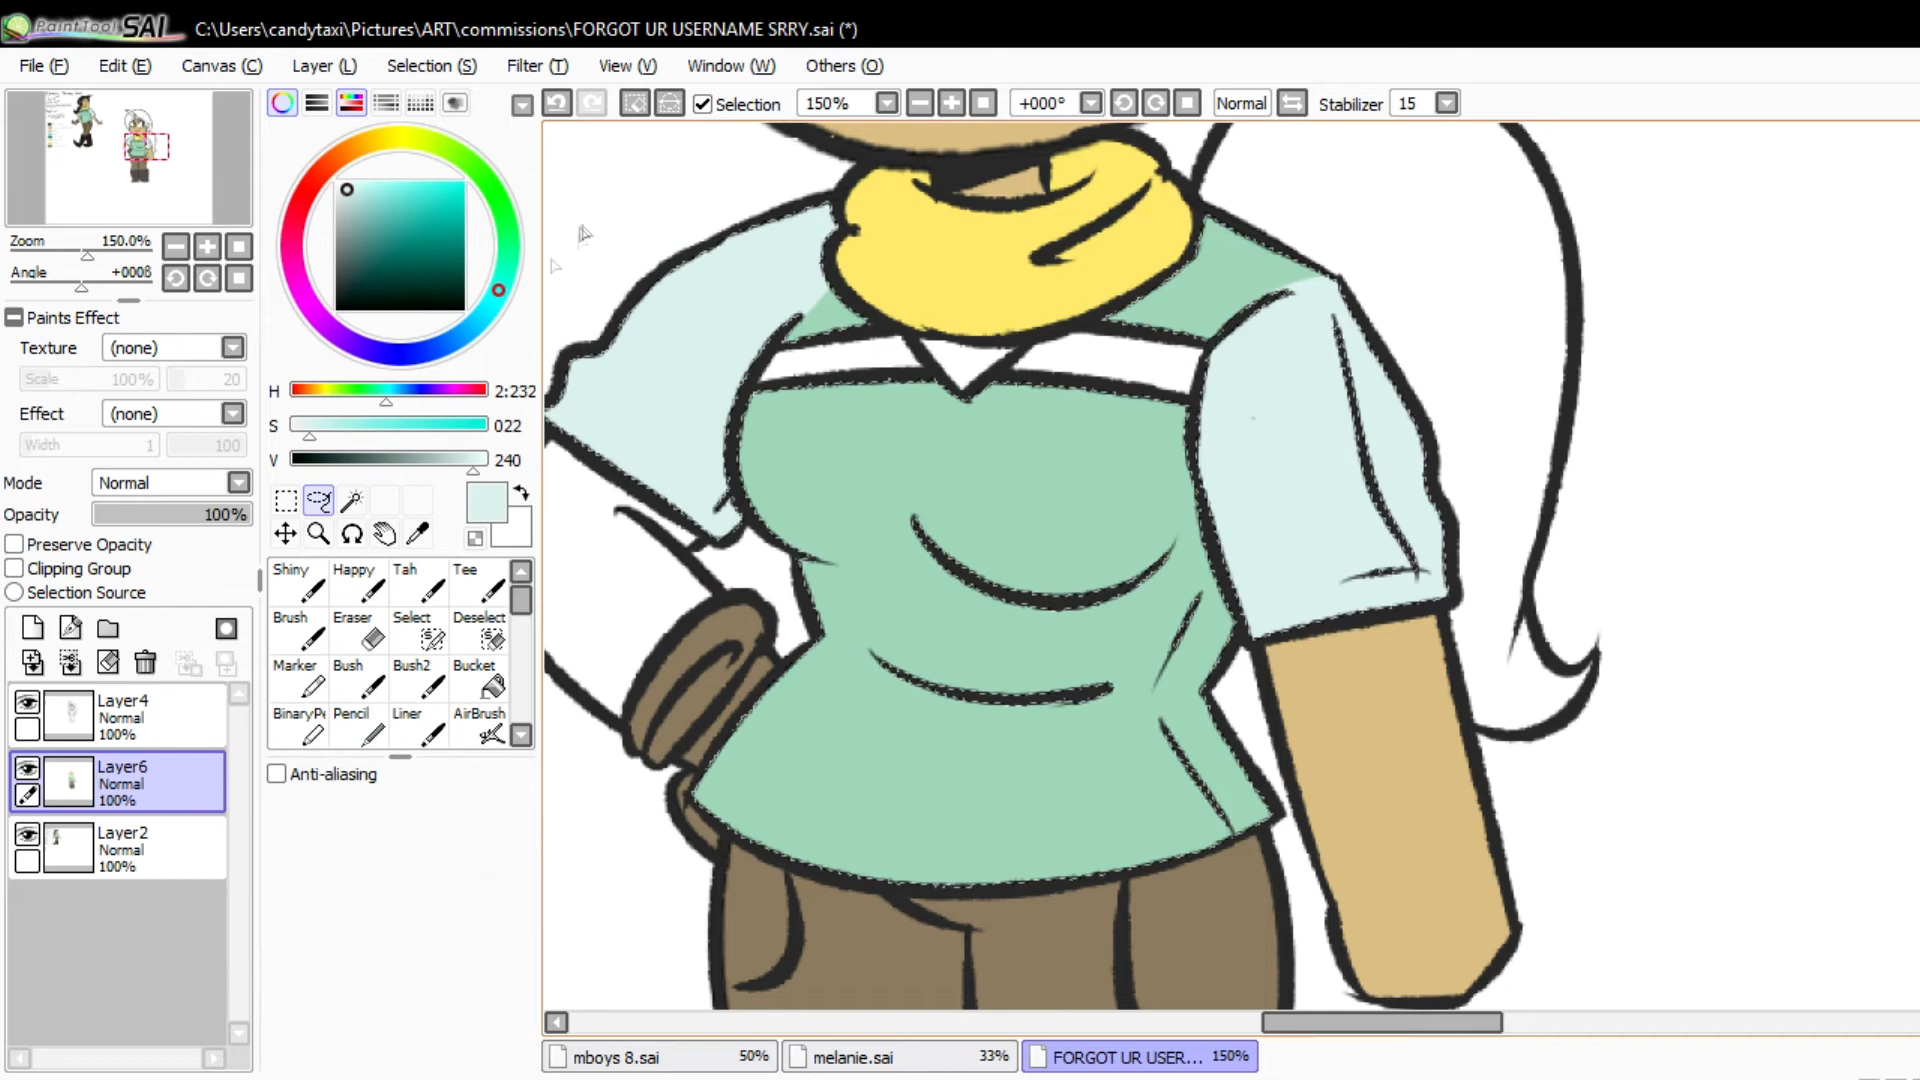 PaintTool SAI C:\Users\candytaxi\Pictures\ART\commissions\FORGOT UR USERNAME SRRY.sai (*)
File (F) Edit (E) Canvas (C) Layer (L) Selection (S) Filter (T) View (V) Window (W) Others (O)
Selection 150% +000° Normal Stabilizer 15
Zoom 150.0%
Angle +000ß
Paints Effect
Texture (none)
Scale 100% 20
Effect (none)
Width 1 100
Mode Normal
Opacity 100%
Preserve Opacity
Clipping Group
Selection Source
Layer4
Normal
100%
Layer6
Normal
100%
Layer2
Normal
100%
H 2:232
S 022
V 240
Shiny Happy Tah Tee
Brush Eraser Select Deselect
Marker Bush Bush2 Bucket
BinaryPe Pencil Liner AirBrush
Anti-aliasing
mboys 8.sai 50% melanie.sai 33% FORGOT UR USER... 150%